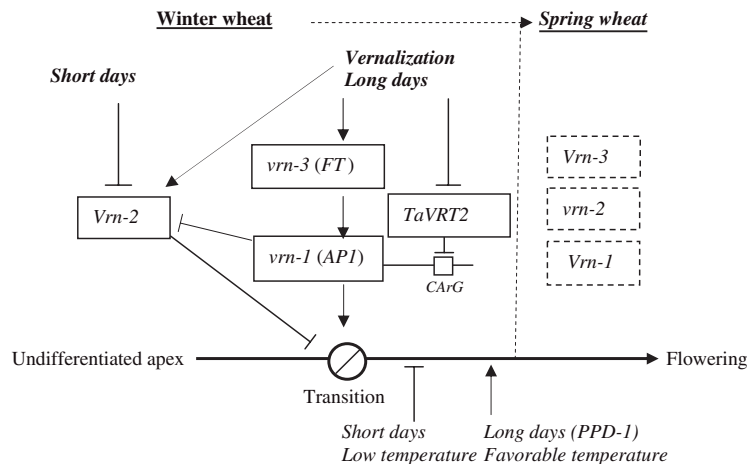 Winter wheat
Spring wheat
Short days
Vernalization
Long days
Vrn-3
vrn-3 (FT)
vrn-2
Vrn-2
TaVRT2
Vrn-1
vrn-1 (AP1)
CArG
Undifferentiated apex
Flowering
Transition
Short days
Low temperature
Long days (PPD-1)
Favorable temperature